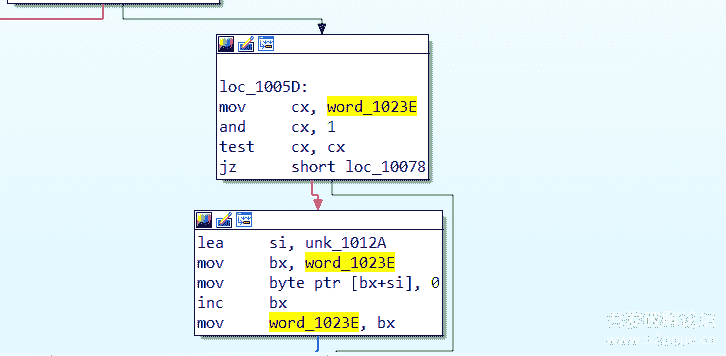 loc_1005D:
mov cx, word_1023E
and cx, 1
test cx, cx
jz short loc_10078
lea si, unk_1012A
mov bx, word_1023E
mov byte ptr [bx+si], 0
inc bx
mov word_1023E, bx